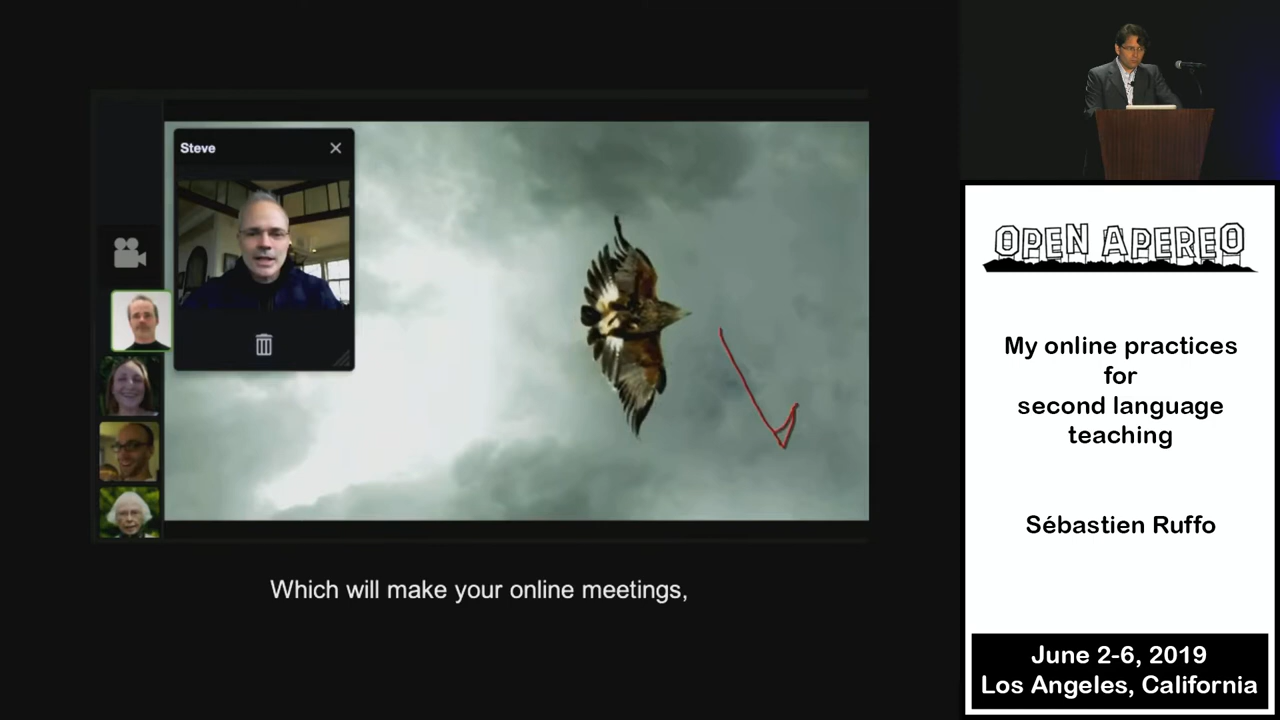 Steve
Which will make your online meetings,
OPEN APEREO
My online practices
for
second language
teaching
Sébastien Ruffo
June 2-6, 2019
Los Angeles, California